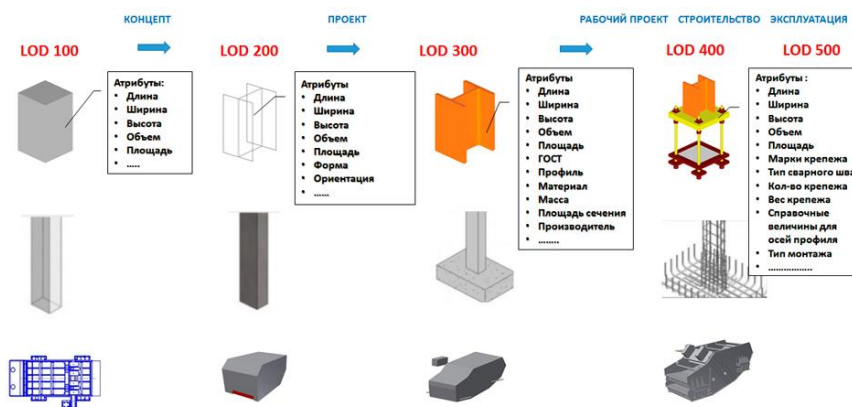 КОНЦЕПТ
ПРОЕКТ
РАБОЧИЙ ПРОЕКТ
СТРОИТЕЛЬСТВО
ЭКСПЛУАТАЦИЯ
LOD 100
LOD 200
LOD 300
LOD 400
LOD 500
Атрибуты:
• Длина
• Ширина
• Высота
• Объем
• Площадь
• .....
Атрибуты
• Длина
• Ширина
• Высота
• Объем
• Площадь
• Форма
• Ориентация
• ......
Атрибуты
• Длина
• Ширина
• Высота
• Объем
• Площадь
• ГОСТ
• Профиль
• Материал
• Масса
• Площадь сечения
• Производитель
• ........
Атрибуты :
• Длина
• Ширина
• Высота
• Объем
• Площадь
• Марки крепежа
• Тип сварного шва
• Кол-во крепежа
• Вес крепежа
• Справочные
величины для
осей профиля
• Тип монтажа
• ................